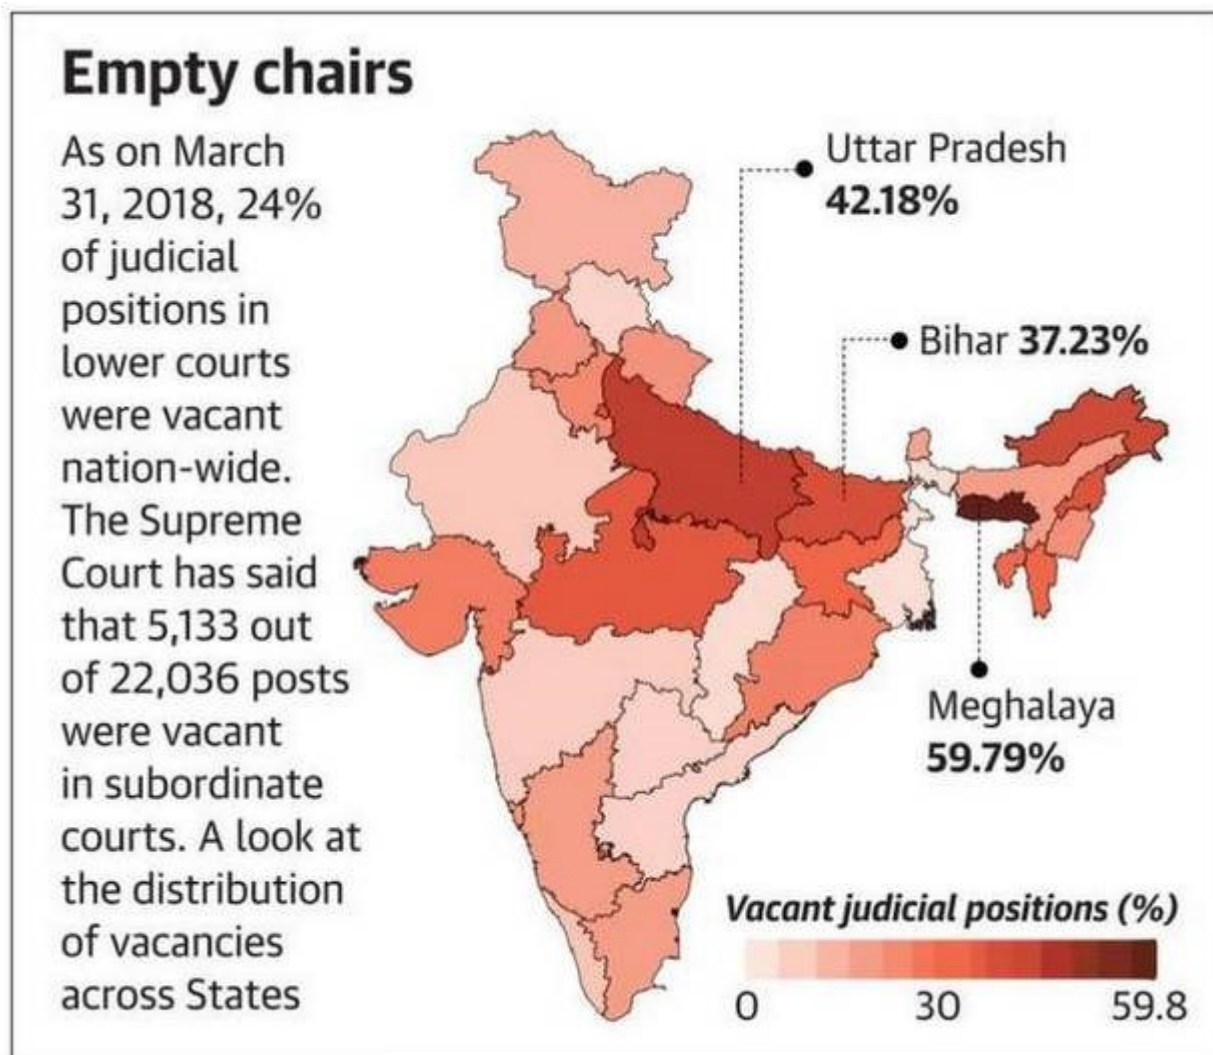 Empty chairs
As on March
31, 2018, 24%
of judicial
positions in
lower courts
were vacant
nation-wide.
The Supreme
Court has said
that 5,133 out
of 22,036 posts
were vacant
in subordinate
courts. A look at
the distribution
of vacancies
across States
Uttar Pradesh
42.18%
Bihar 37.23%
Meghalaya
59.79%
Vacant judicial positions (%)
0 30 59.8